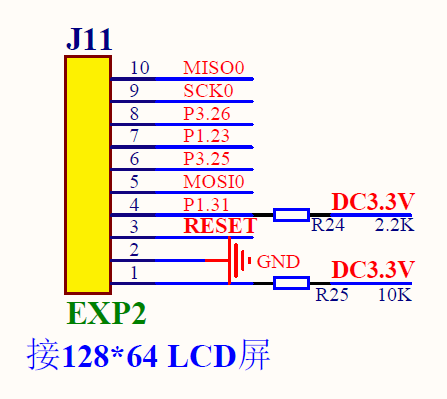 J11
10 MISO0
9 SCK0
8 P3.26
7 P1.23
6 P3.25
5 MOSI0
4 P1.31 DC3.3V
R24 2.2K
3 RESET
2 GND
1 DC3.3V
R25 10K
EXP2
接128*64 LCD屏